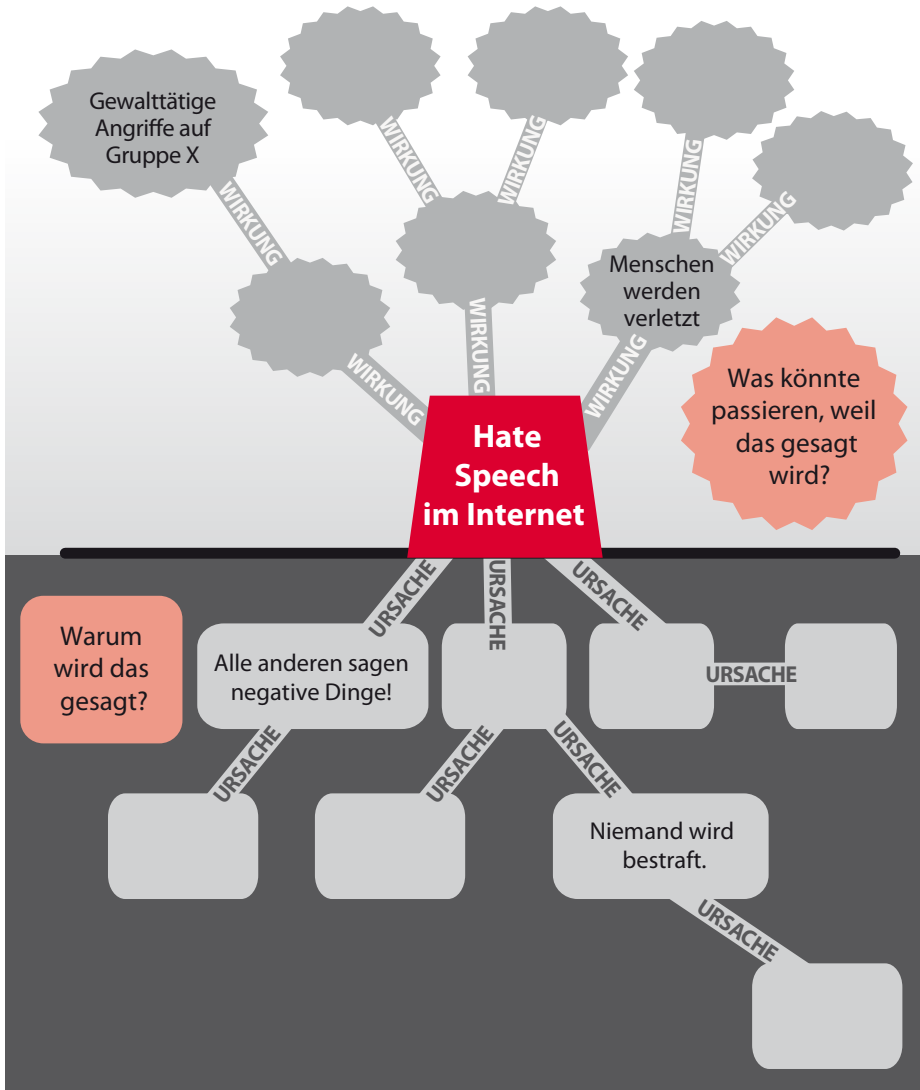 Gewalttätige
Angriffe auf
Gruppe X
WIRKUNG
WIRKUNG
WIRKUNG
WIRKUNG
WIRKUNG
Menschen
werden
verletzt
WIRKUNG
WIRKUNG
WIRKUNG
Was könnte
passieren, weil
das gesagt
wird?
Hate
Speech
im Internet
URSACHE
URSACHE
URSACHE
Warum
wird das
gesagt?
Alle anderen sagen
negative Dinge!
URSACHE
URSACHE
URSACHE
URSACHE
Niemand wird
bestraft.
URSACHE